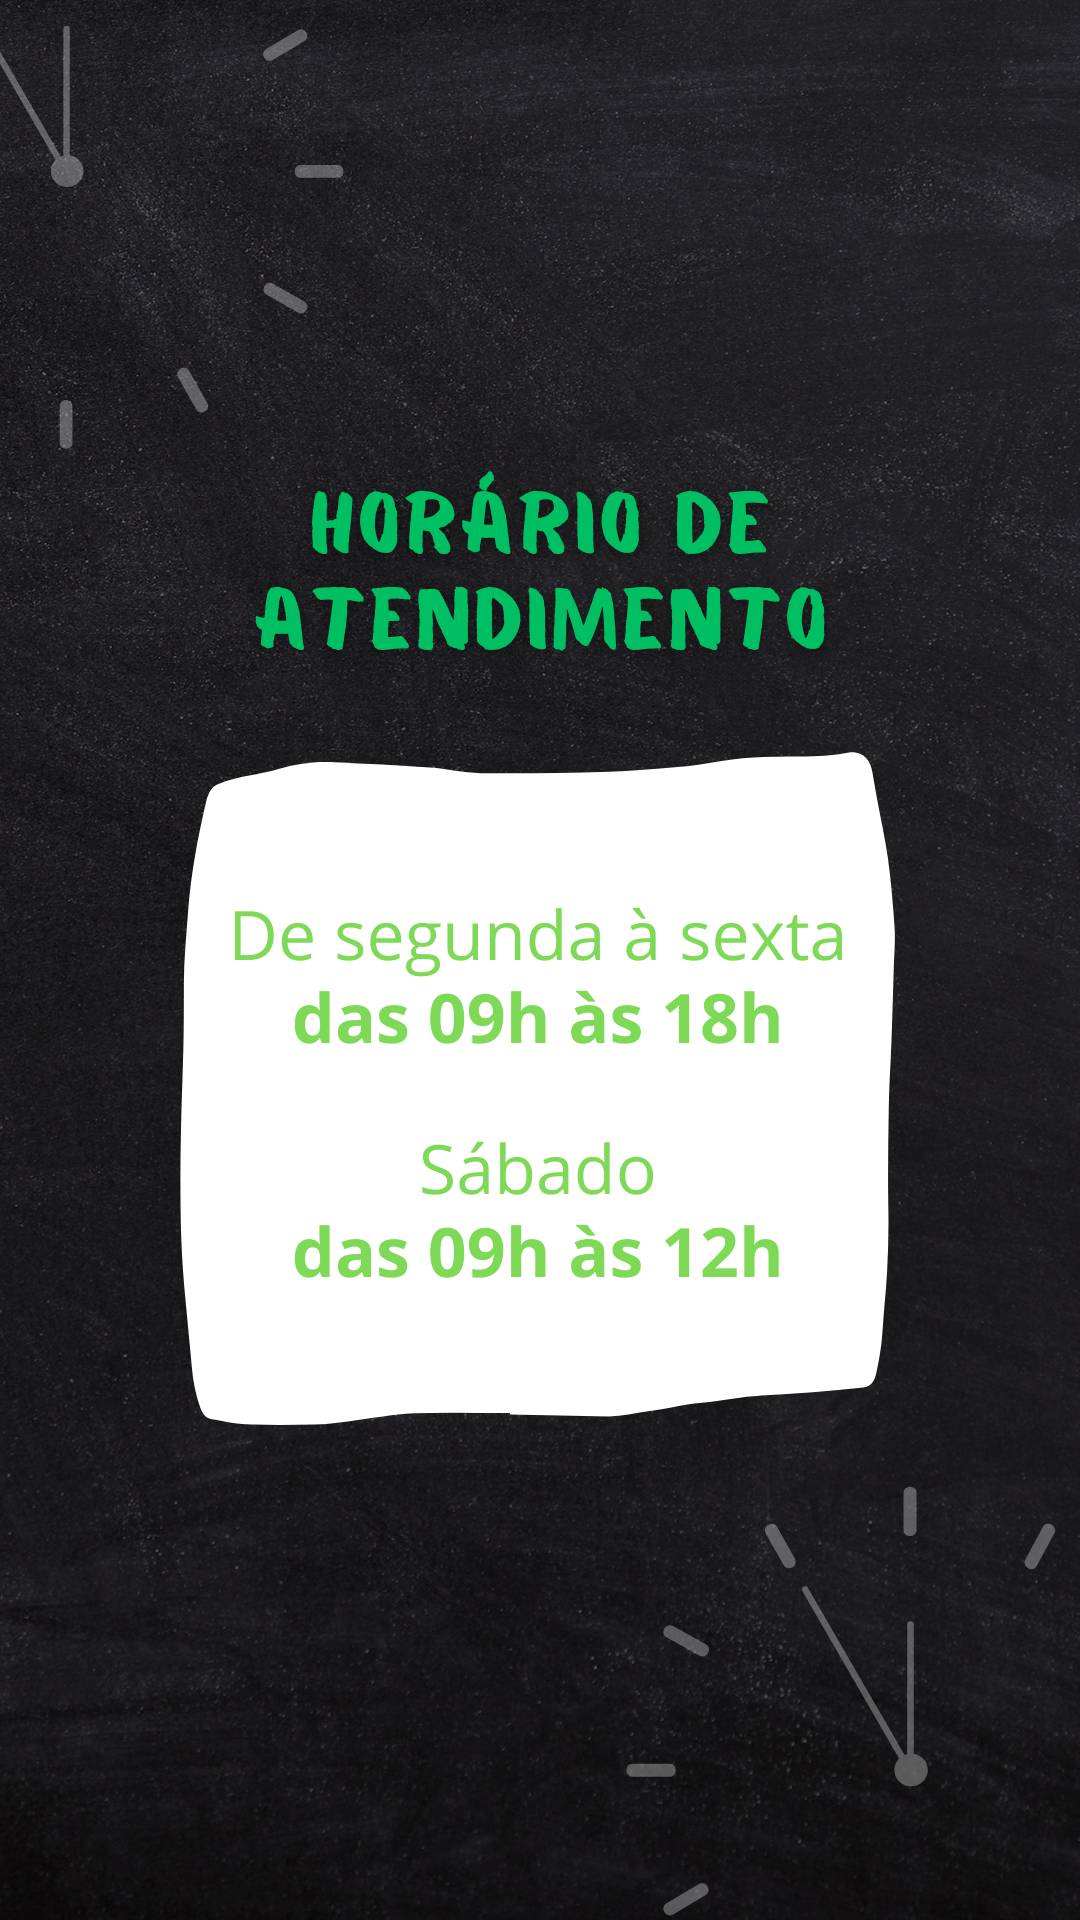 HORÁRIO DE
ATENDIMENTO
De segunda à sexta
das 09h às 18h
Sábado
das 09h às 12h